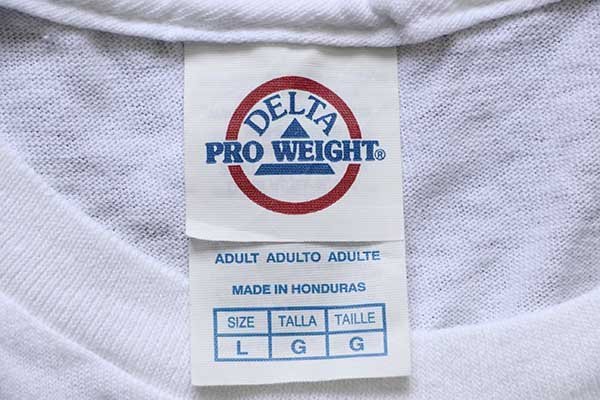 DELTA
PRO WEIGHT®
ADULT ADULTO ADULTE
MADE IN HONDURAS
SIZE TALLA TAILLE
L G G